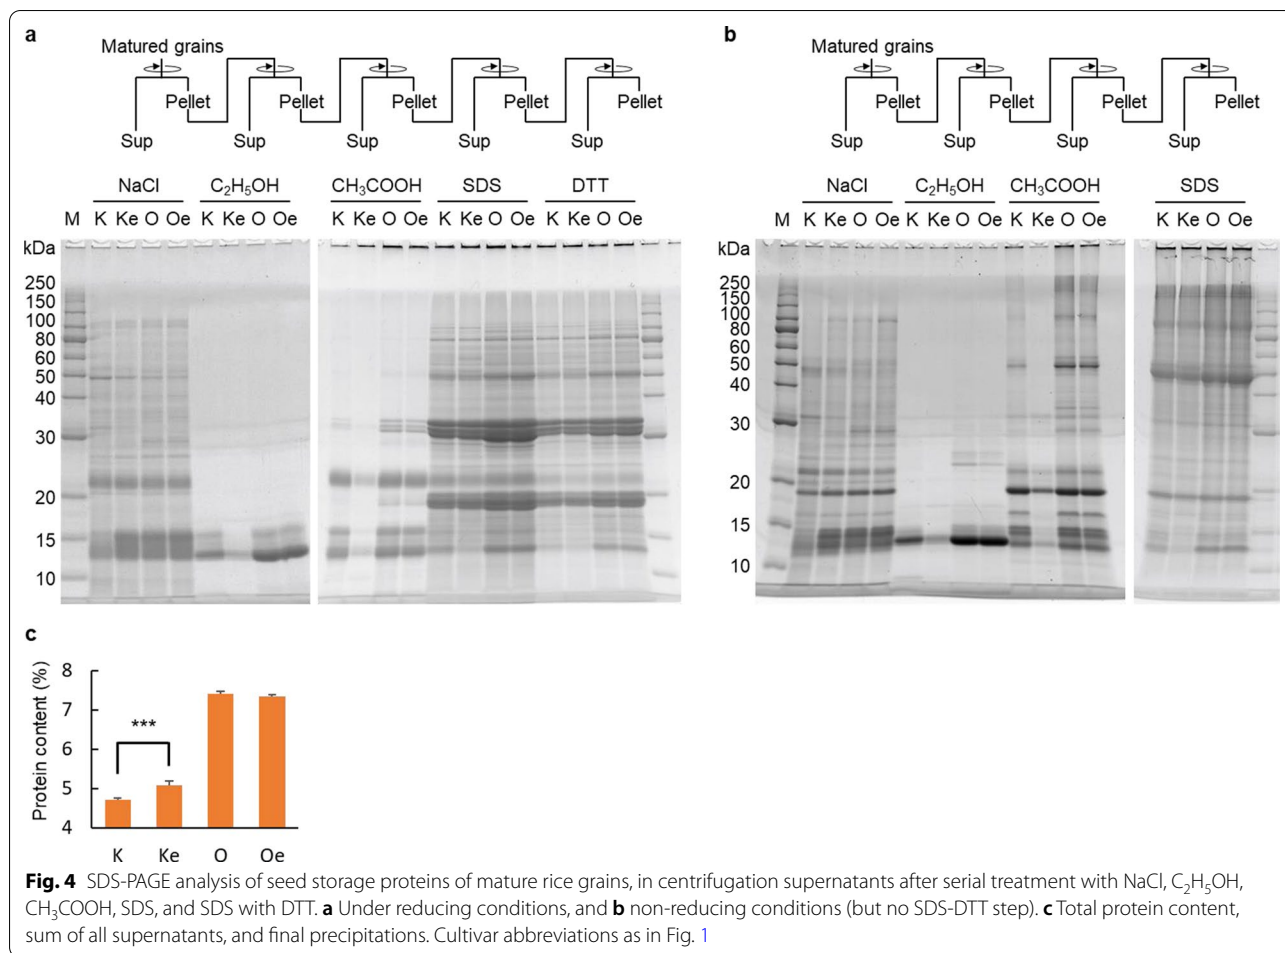 a
Matured grains
Pellet Pellet Pellet Pellet Pellet
Sup Sup Sup Sup Sup
NaCl C₂H₅OH CH₃COOH SDS DTT
M K Ke O Oe K Ke O Oe K Ke O Oe K Ke O Oe K Ke O Oe
kDa
250
150
100
80
60
50
40
30
20
15
10
b
Matured grains
Pellet Pellet Pellet Pellet
Sup Sup Sup Sup
NaCl C₂H₅OH CH₃COOH SDS
M K Ke O Oe K Ke O Oe K Ke O Oe K Ke O Oe
kDa
250
150
100
80
60
50
40
30
20
15
10
c
Protein content (%)
8
7
6
5
4
***
K Ke O Oe
Fig. 4 SDS-PAGE analysis of seed storage proteins of mature rice grains, in centrifugation supernatants after serial treatment with NaCl, C₂H₅OH,
CH₃COOH, SDS, and SDS with DTT. a Under reducing conditions, and b non-reducing conditions (but no SDS-DTT step). c Total protein content,
sum of all supernatants, and final precipitations. Cultivar abbreviations as in Fig. 1